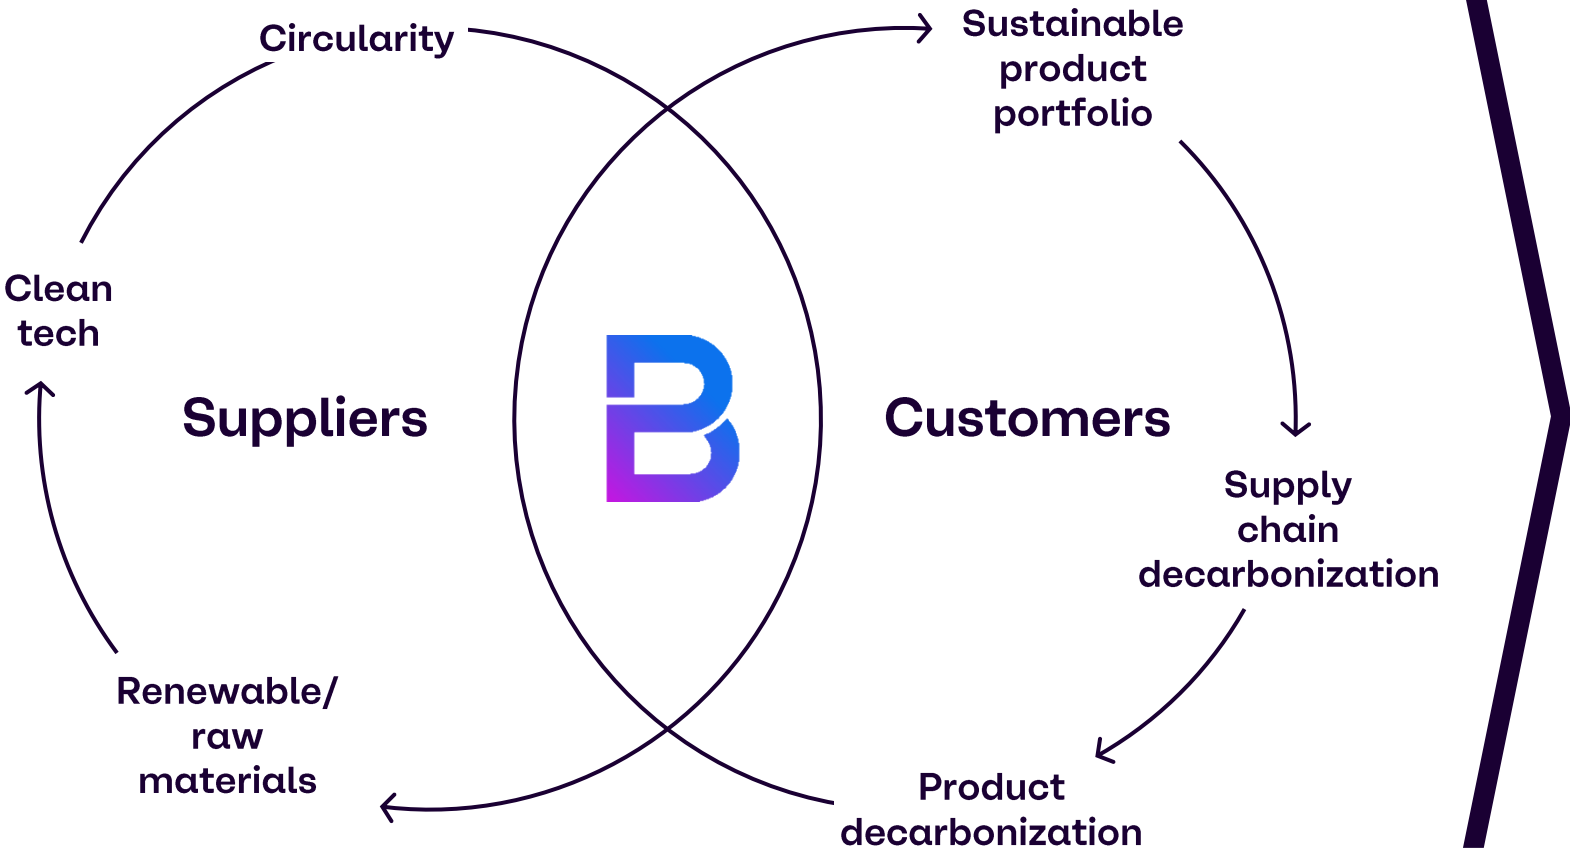 Circularity
Sustainable
product
portfolio
Clean
tech
Suppliers
B
Customers
Supply
chain
decarbonization
Renewable/
raw
materials
Product
decarbonization